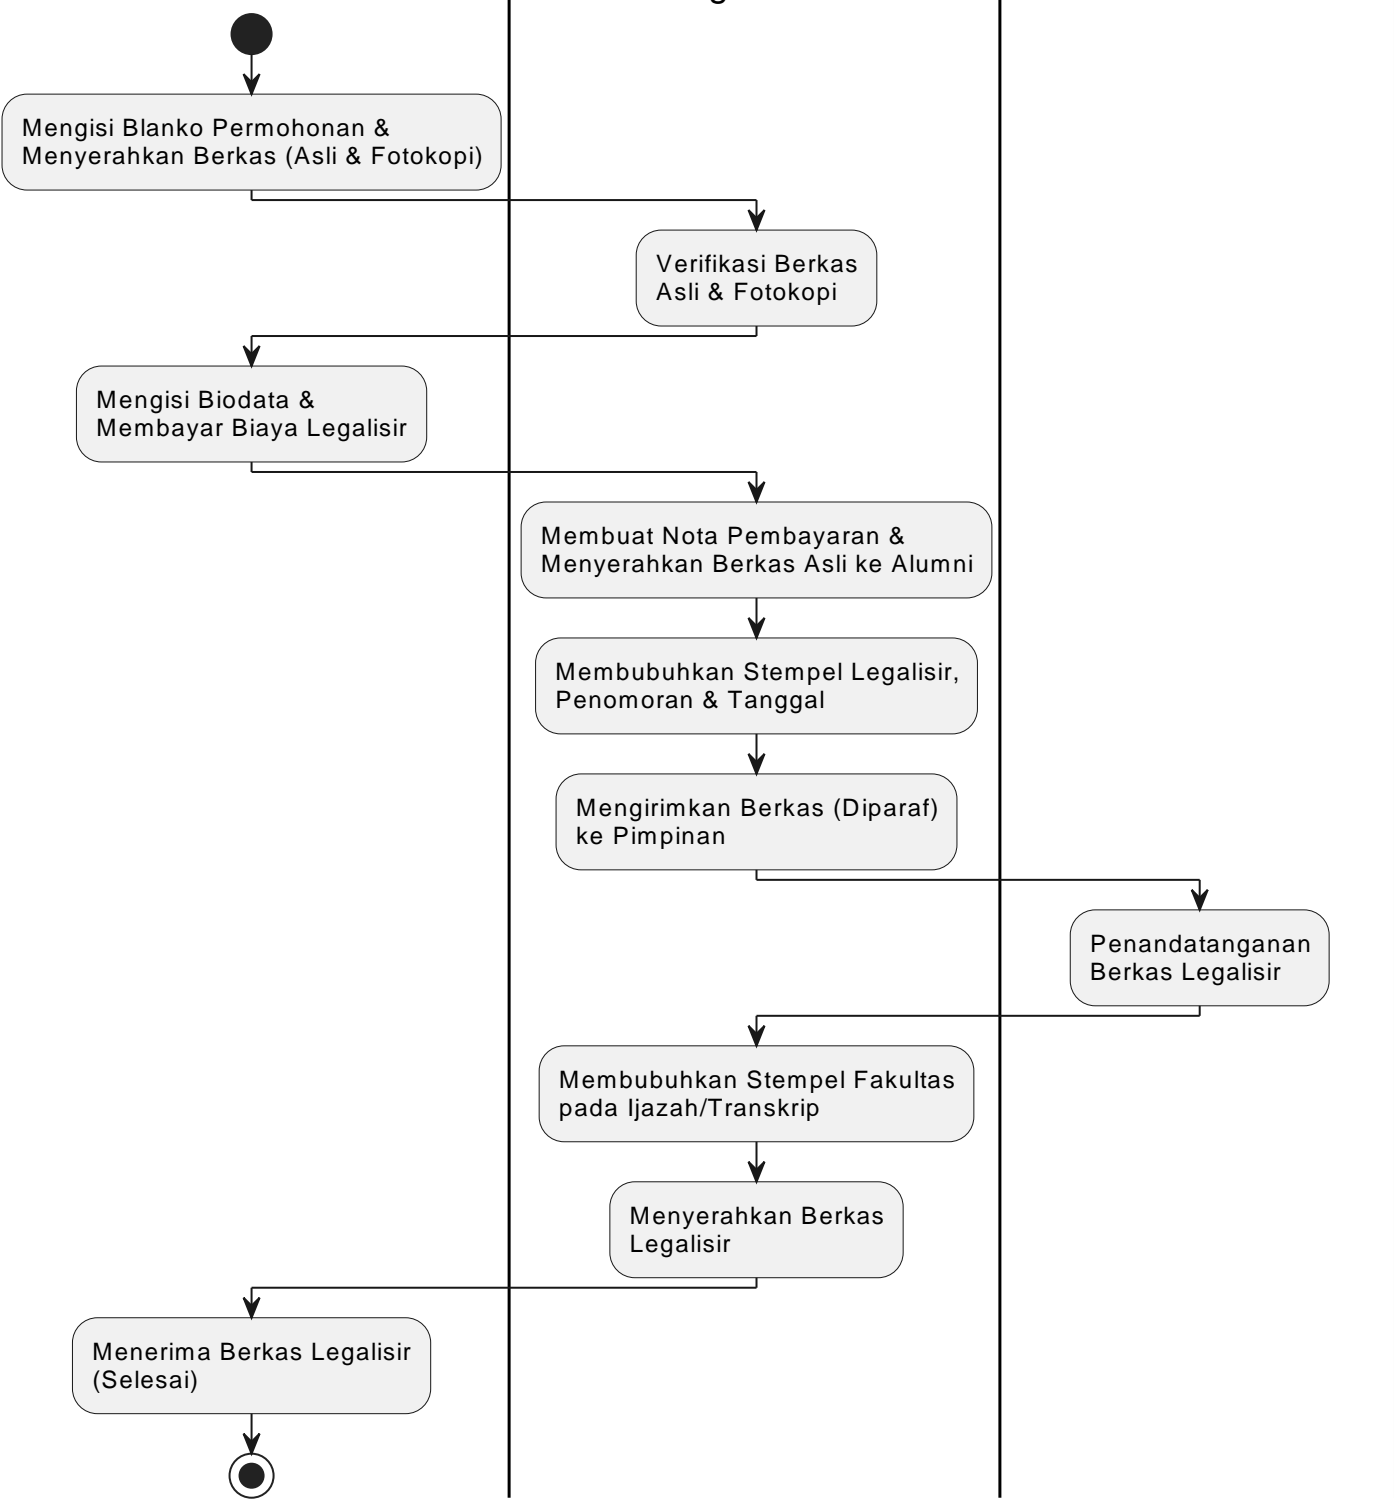 Mengisi Blanko Permohonan &
Menyerahkan Berkas (Asli & Fotokopi)
Verifikasi Berkas
Asli & Fotokopi
Mengisi Biodata &
Membayar Biaya Legalisir
Membuat Nota Pembayaran &
Menyerahkan Berkas Asli ke Alumni
Membubuhkan Stempel Legalisir,
Penomoran & Tanggal
Mengirimkan Berkas (Diparaf)
ke Pimpinan
Penandatanganan
Berkas Legalisir
Membubuhkan Stempel Fakultas
pada Ijazah/Transkrip
Menyerahkan Berkas
Legalisir
Menerima Berkas Legalisir
(Selesai)